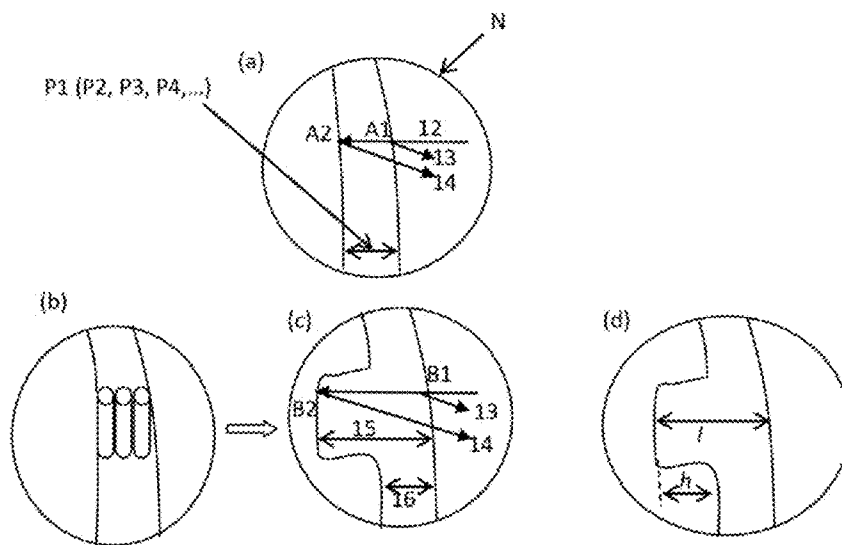 N
(a)
P1 (P2, P3, P4,...)
A2 A1 12
13
14
(b)
(c)
(d)
B1
B2
13
15
14
16
l
h